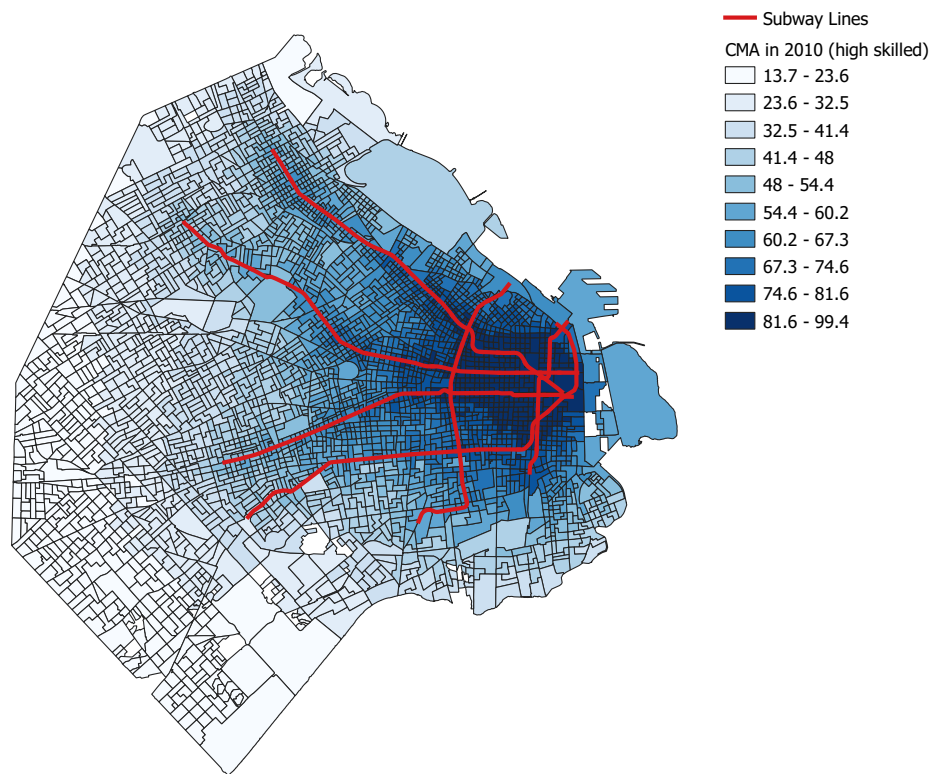 Subway Lines
CMA in 2010 (high skilled)
13.7 - 23.6
23.6 - 32.5
32.5 - 41.4
41.4 - 48
48 - 54.4
54.4 - 60.2
60.2 - 67.3
67.3 - 74.6
74.6 - 81.6
81.6 - 99.4